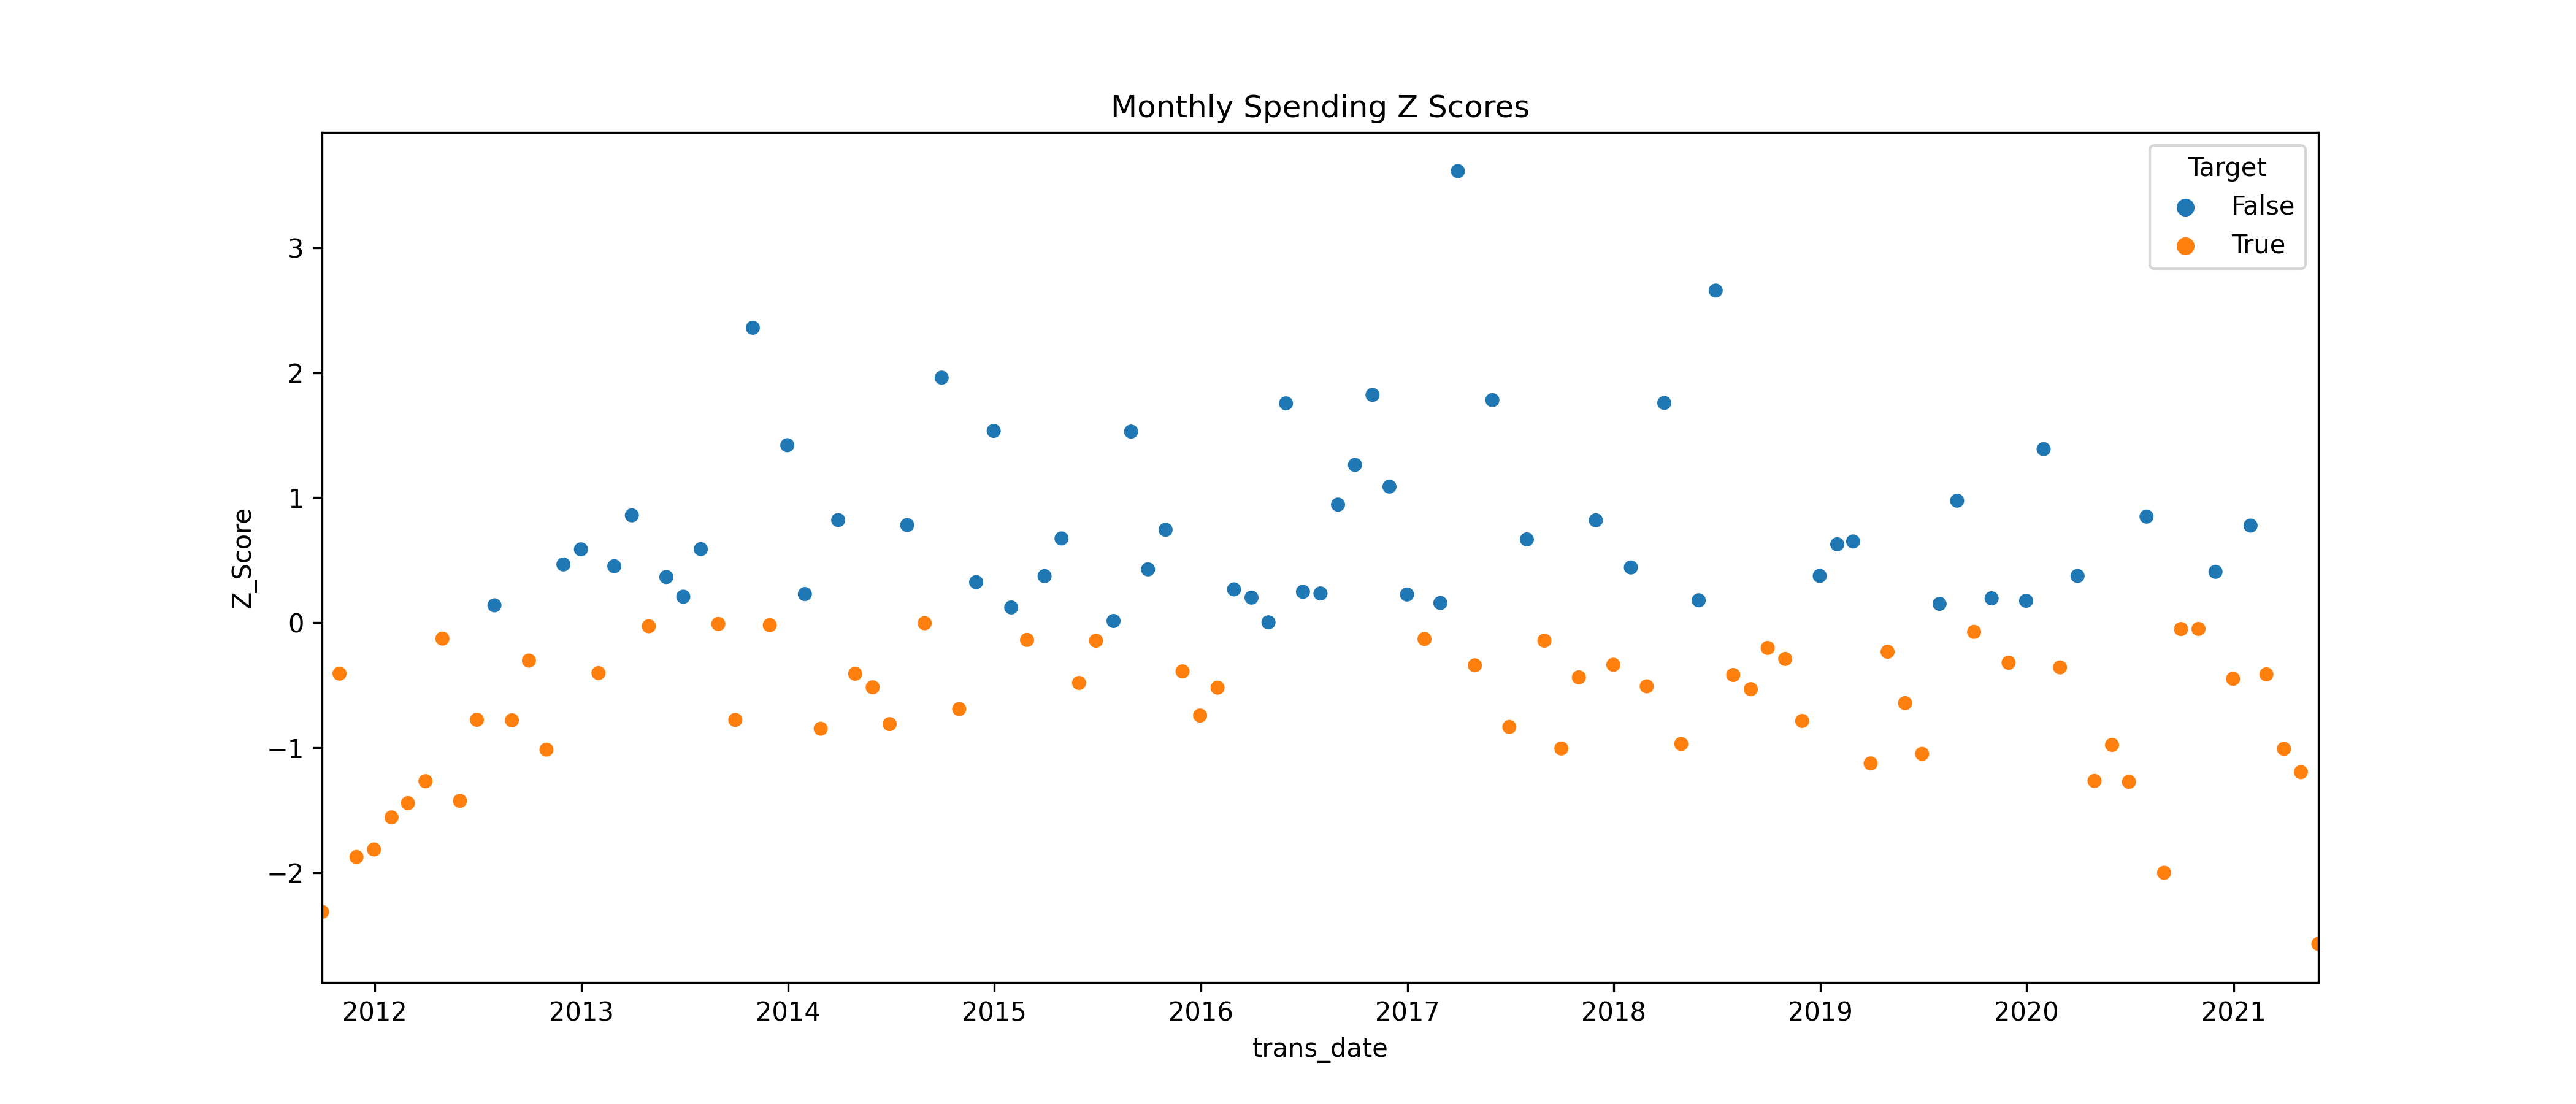 Monthly Spending Z Scores
Target
False
True
Z_Score
3
2
1
0
−1
−2
2012 2013 2014 2015 2016 2017 2018 2019 2020 2021
trans_date